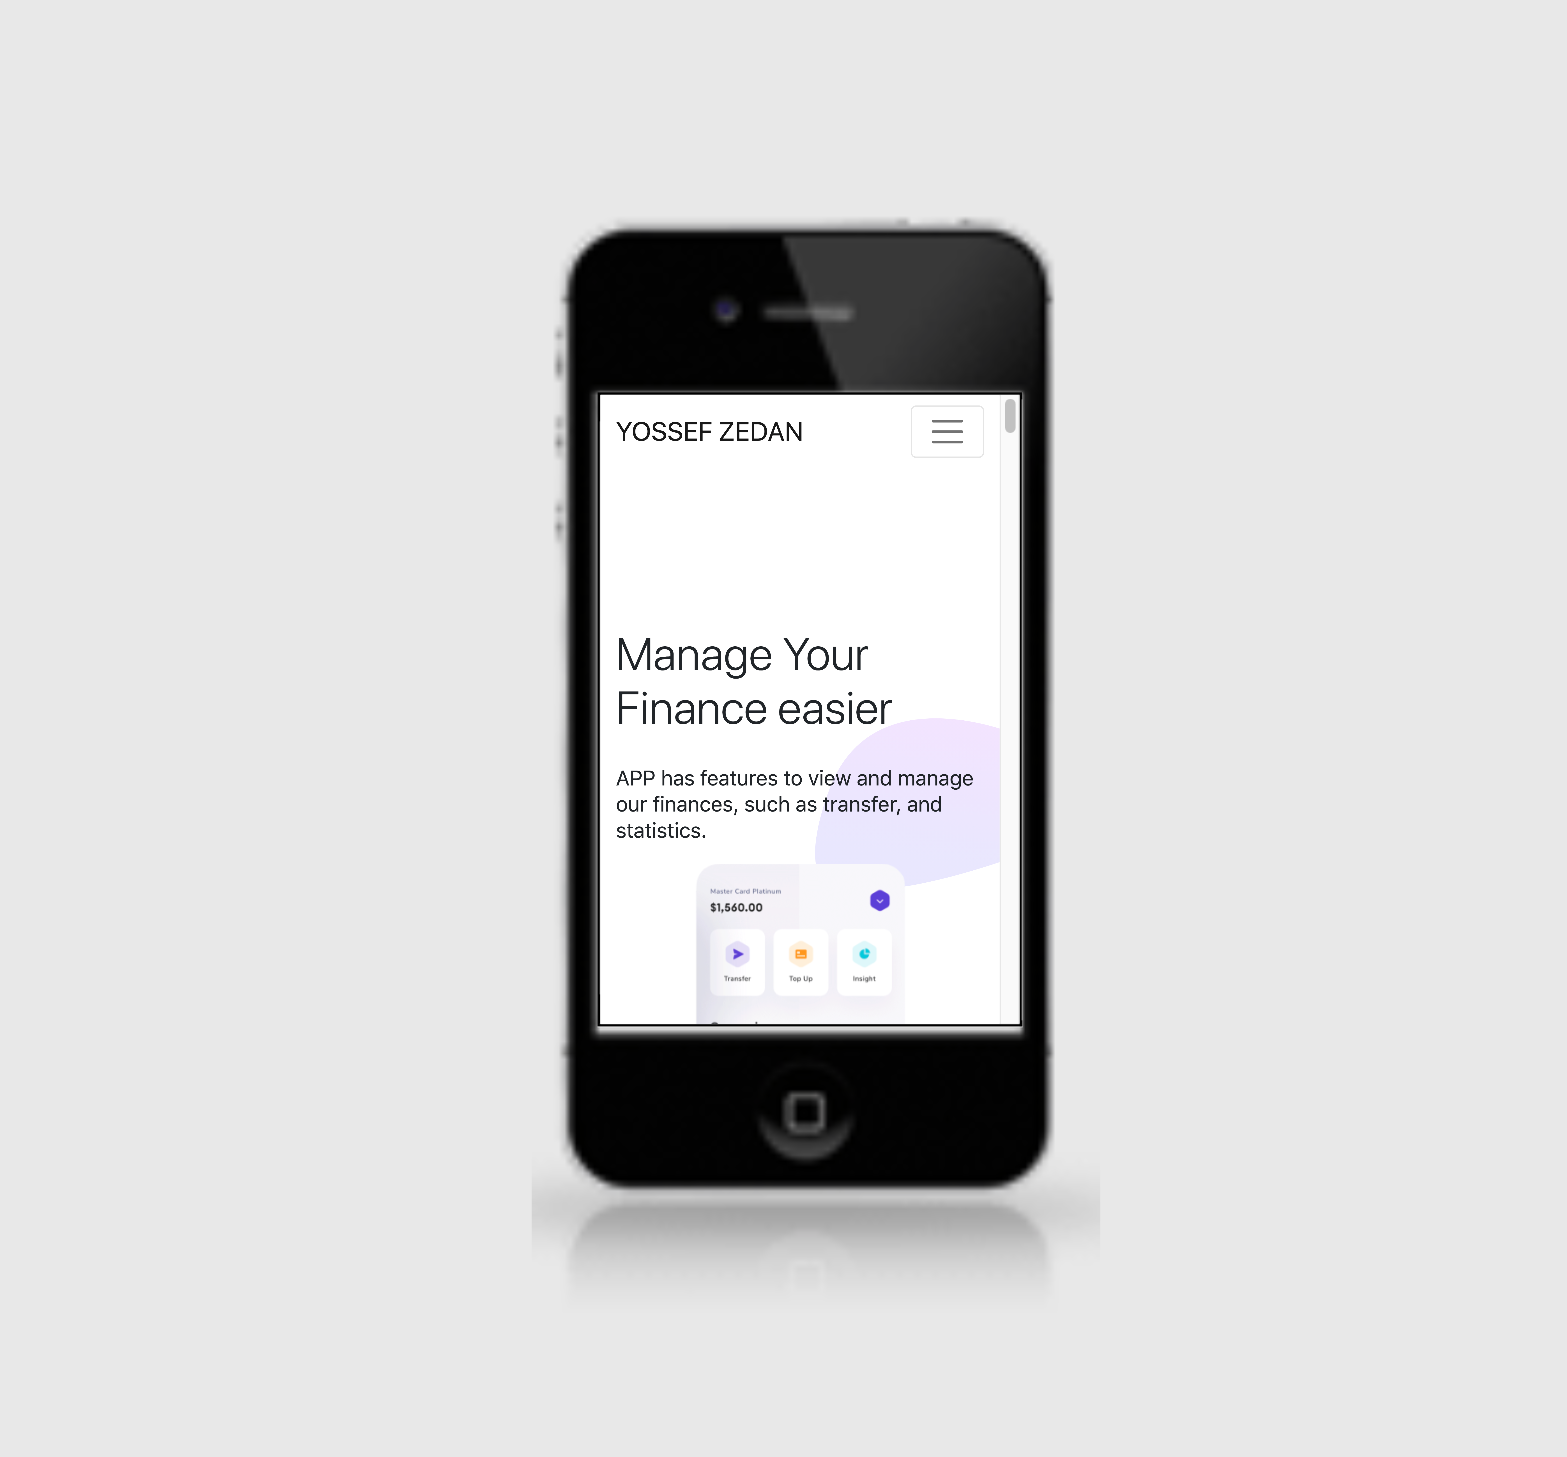 YOSSEF ZEDAN
Manage Your
Finance easier
APP has features to view and manage
our finances, such as transfer, and
statistics.
Master Card Platinum
$1,560.00
Transfer
Top Up
Insight